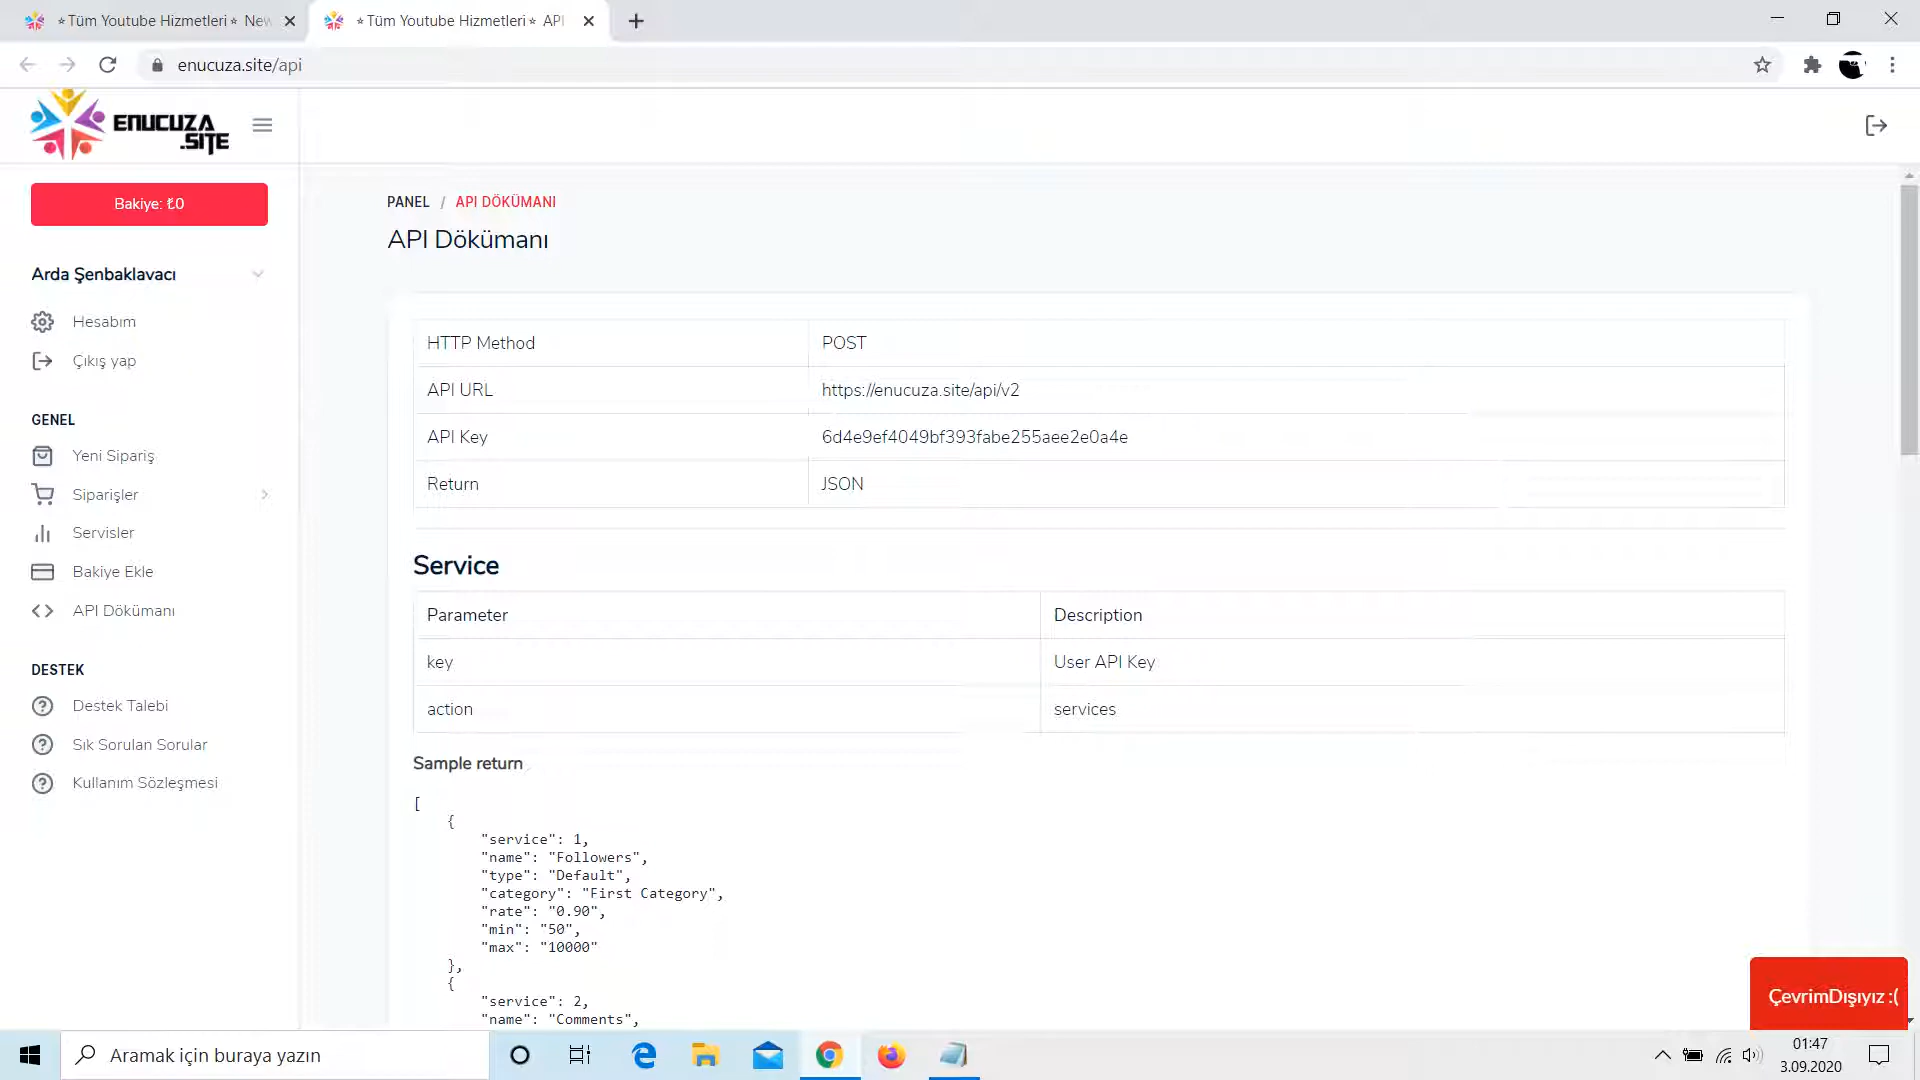 ⭐Tüm Youtube Hizmetleri⭐ New
⭐Tüm Youtube Hizmetleri⭐ API
enucuza.site/api
ENUCUZA
.SITE
Bakiye: ₺0
Arda Şenbaklavacı
Hesabım
Çıkış yap
GENEL
Yeni Sipariş
Siparişler
Servisler
Bakiye Ekle
API Dökümanı
DESTEK
Destek Talebi
Sık Sorulan Sorular
Kullanım Sözleşmesi
PANEL / API DÖKÜMANI
API Dökümanı
HTTP Method POST
API URL https://enucuza.site/api/v2
API Key 6d4e9ef4049bf393fabe255aee2e0a4e
Return JSON
Service
Parameter Description
key User API Key
action services
Sample return
[
{
"service": 1,
"name": "Followers",
"type": "Default",
"category": "First Category",
"rate": "0.90",
"min": "50",
"max": "10000"
},
{
"service": 2,
"name": "Comments",
ÇevrimDışıyız :(
Aramak için buraya yazın
01:47
3.09.2020